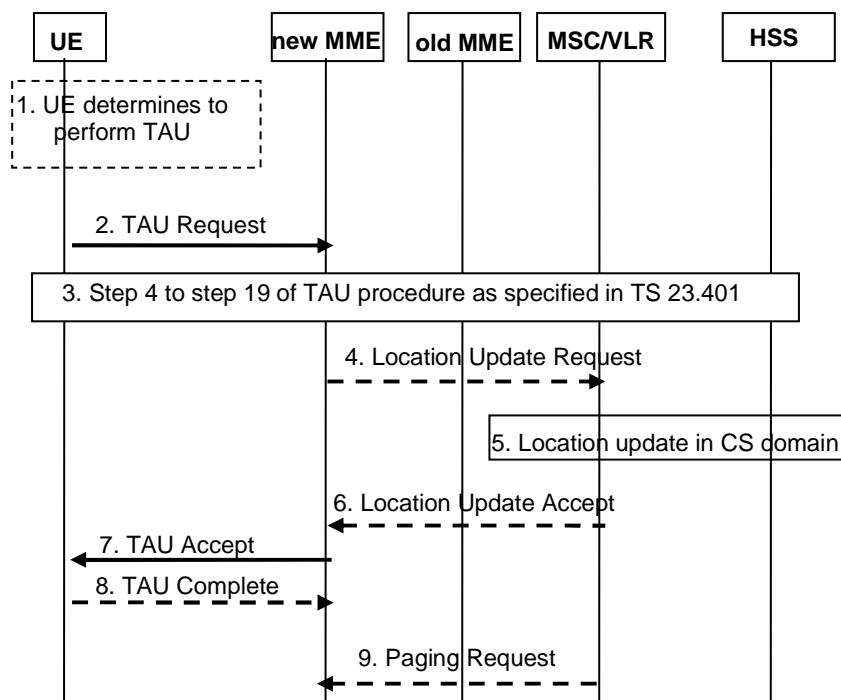 UE
new MME
old MME
MSC/VLR
HSS
1. UE determines to
perform TAU
2. TAU Request
3. Step 4 to step 19 of TAU procedure as specified in TS 23.401
4. Location Update Request
5. Location update in CS domain
6. Location Update Accept
7. TAU Accept
8. TAU Complete
9. Paging Request